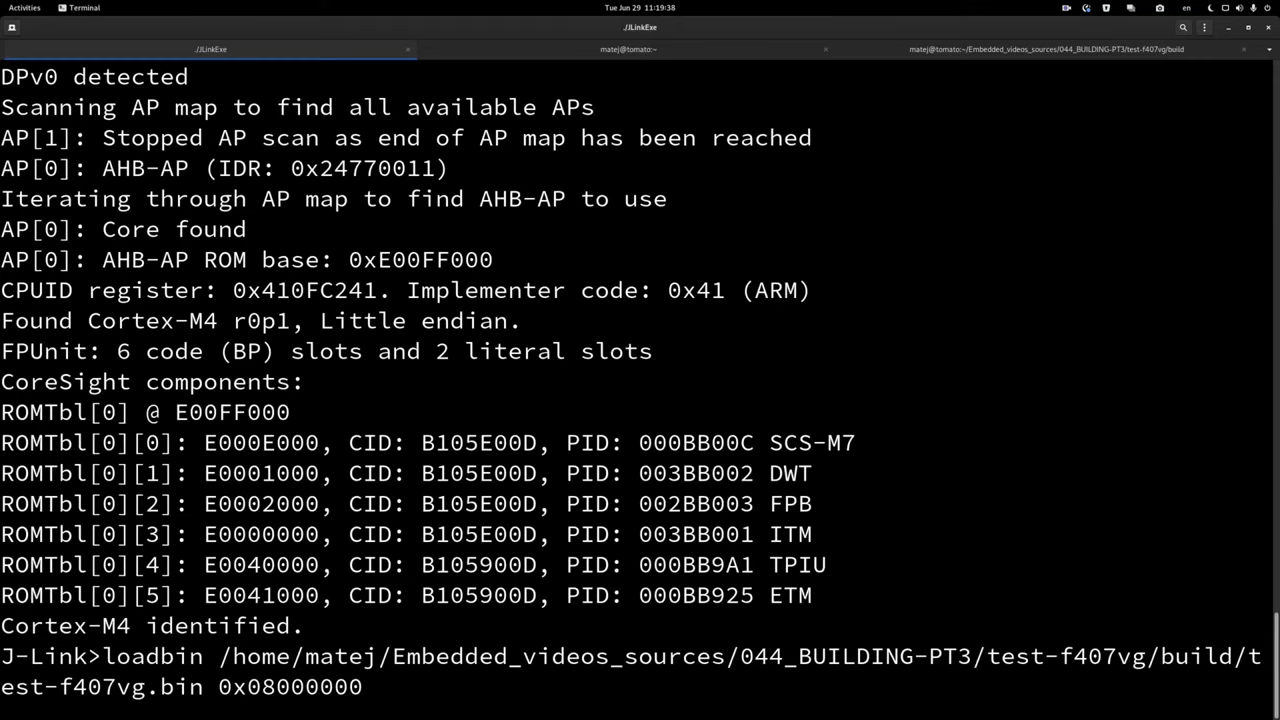 Activities Terminal Tue Jun 29 11:19:38 en
./JLinkExe
./JLinkExe matej@tomato:~ matej@tomato:~/Embedded_videos_sources/044_BUILDING-PT3/test-f407vg/build
DPv0 detected
Scanning AP map to find all available APs
AP[1]: Stopped AP scan as end of AP map has been reached
AP[0]: AHB-AP (IDR: 0x24770011)
Iterating through AP map to find AHB-AP to use
AP[0]: Core found
AP[0]: AHB-AP ROM base: 0xE00FF000
CPUID register: 0x410FC241. Implementer code: 0x41 (ARM)
Found Cortex-M4 r0p1, Little endian.
FPUnit: 6 code (BP) slots and 2 literal slots
CoreSight components:
ROMTbl[0] @ E00FF000
ROMTbl[0][0]: E000E000, CID: B105E00D, PID: 000BB00C SCS-M7
ROMTbl[0][1]: E0001000, CID: B105E00D, PID: 003BB002 DWT
ROMTbl[0][2]: E0002000, CID: B105E00D, PID: 002BB003 FPB
ROMTbl[0][3]: E0000000, CID: B105E00D, PID: 003BB001 ITM
ROMTbl[0][4]: E0040000, CID: B105900D, PID: 000BB9A1 TPIU
ROMTbl[0][5]: E0041000, CID: B105900D, PID: 000BB925 ETM
Cortex-M4 identified.
J-Link>loadbin /home/matej/Embedded_videos_sources/044_BUILDING-PT3/test-f407vg/build/t
est-f407vg.bin 0x08000000